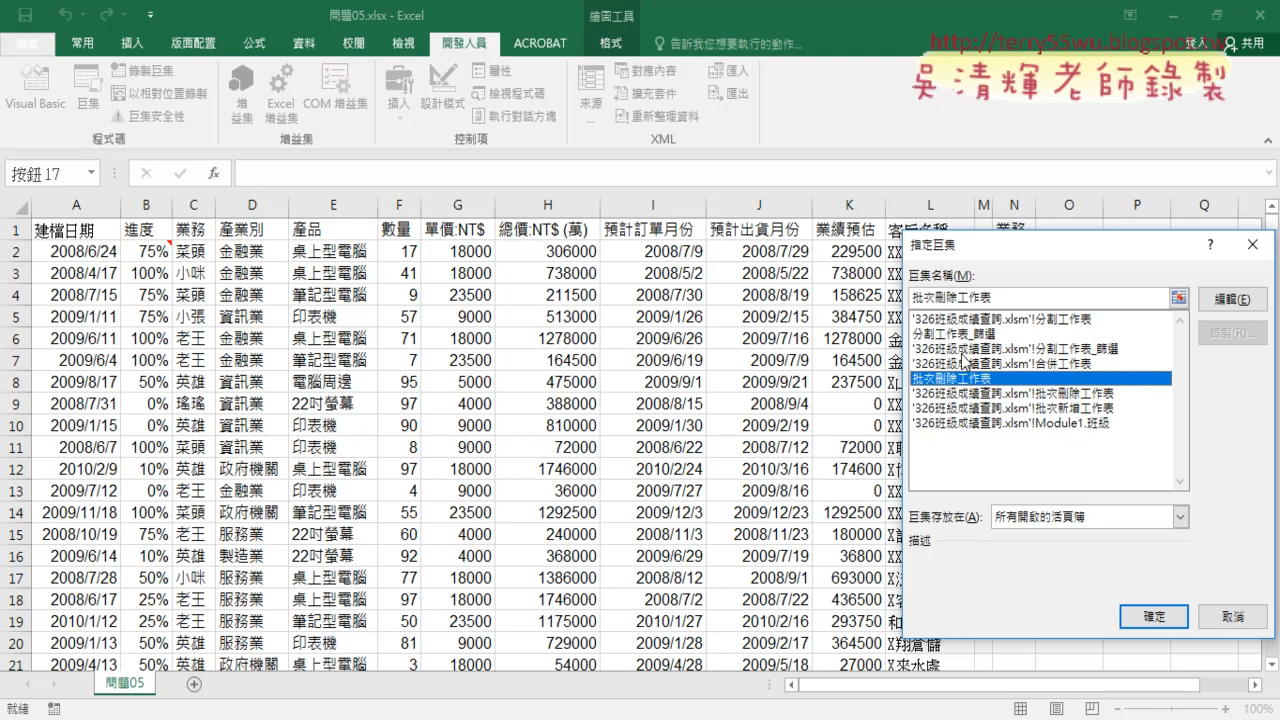 問題05.xlsx - Excel
繪圖工具
常用 插入 版面配置 公式 資料 校閱 檢視 開發人員 ACROBAT 格式 告訴我您想要執行的動作... 共用
http://terry55wu.blogspot.tw
吳清輝老師錄製
Visual Basic 巨集 錄製巨集 以相對位置錄製 巨集安全性 程式碼
增益集 Excel 增益集 COM 增益集 增益集
插入 設計模式 屬性 檢視程式碼 執行對話方塊 控制項
來源 對應內容 擴充套件 重新整理資料 匯入 匯出 XML
按鈕 17 fx
A B C D E F G H I J K L M N O P Q
1 建檔日期 進度 業務 產業別 產品 數量 單價:NT$ 總價:NT$ (萬) 預計訂單月份 預計出貨月份 業績預估 客戶名稱 業務
2 2008/6/24 75% 菜頭 金融業 桌上型電腦 17 18000 306000 2008/7/9 2008/7/29 229500
3 2008/4/17 100% 小咪 金融業 桌上型電腦 41 18000 738000 2008/5/2 2008/5/22 738000
4 2008/7/15 75% 菜頭 金融業 筆記型電腦 9 23500 211500 2008/7/30 2008/8/19 158625
5 2009/1/11 75% 小張 資訊業 印表機 57 9000 513000 2009/1/26 2009/2/15 384750
6 2009/6/11 100% 老王 金融業 桌上型電腦 71 18000 1278000 2009/6/26 2009/7/16 1278000
7 2009/6/4 100% 老王 金融業 筆記型電腦 7 23500 164500 2009/6/19 2009/7/9 164500
8 2009/8/17 50% 英雄 資訊業 電腦周邊 95 5000 475000 2009/9/1 2009/9/21 237500
9 2008/7/31 0% 瑤瑤 資訊業 22吋螢幕 97 4000 388000 2008/8/15 2008/9/4 0
10 2009/1/15 0% 英雄 資訊業 印表機 90 9000 810000 2009/1/30 2009/2/19 0
11 2008/6/7 100% 菜頭 資訊業 印表機 8 9000 72000 2008/6/22 2008/7/12 72000
12 2010/2/9 10% 英雄 政府機關 桌上型電腦 97 18000 1746000 2010/2/24 2010/3/16 174600
13 2009/7/12 0% 老王 金融業 印表機 4 9000 36000 2009/7/27 2009/8/16 0
14 2009/11/18 100% 菜頭 政府機關 筆記型電腦 55 23500 1292500 2009/12/3 2009/12/23 1292500
15 2008/10/19 75% 老王 服務業 22吋螢幕 60 4000 240000 2008/11/3 2008/11/23 180000
16 2009/6/14 10% 英雄 製造業 22吋螢幕 92 4000 368000 2009/6/29 2009/7/19 36800
17 2008/7/28 50% 小咪 服務業 桌上型電腦 77 18000 1386000 2008/8/12 2008/9/1 693000
18 2008/6/17 25% 菜頭 服務業 桌上型電腦 97 18000 1746000 2008/7/2 2008/7/22 436500
19 2010/1/12 25% 老王 服務業 筆記型電腦 50 23500 1175000 2010/1/27 2010/2/16 293750
20 2009/1/13 50% 英雄 服務業 印表機 81 9000 729000 2009/1/28 2009/2/17 364500 X翔倉儲
21 2009/4/13 50% 英雄 政府機關 桌上型電腦 3 18000 54000 2009/4/28 2009/5/18 27000 X來水處
指定巨集 ?
巨集名稱(M):
批次刪除工作表 編輯(E)
'326班級成績查詢.xlsm'!分割工作表
分割工作表_篩選
'326班級成績查詢.xlsm'!分割工作表_篩選
'326班級成績查詢.xlsm'!合併工作表
批次刪除工作表
'326班級成績查詢.xlsm'!批次刪除工作表
'326班級成績查詢.xlsm'!批次新增工作表
'326班級成績查詢.xlsm'!Module1.班級
錄製(R)...
巨集存放在(A): 所有開啟的活頁簿
描述
確定 取消
問題05
就緒 100%